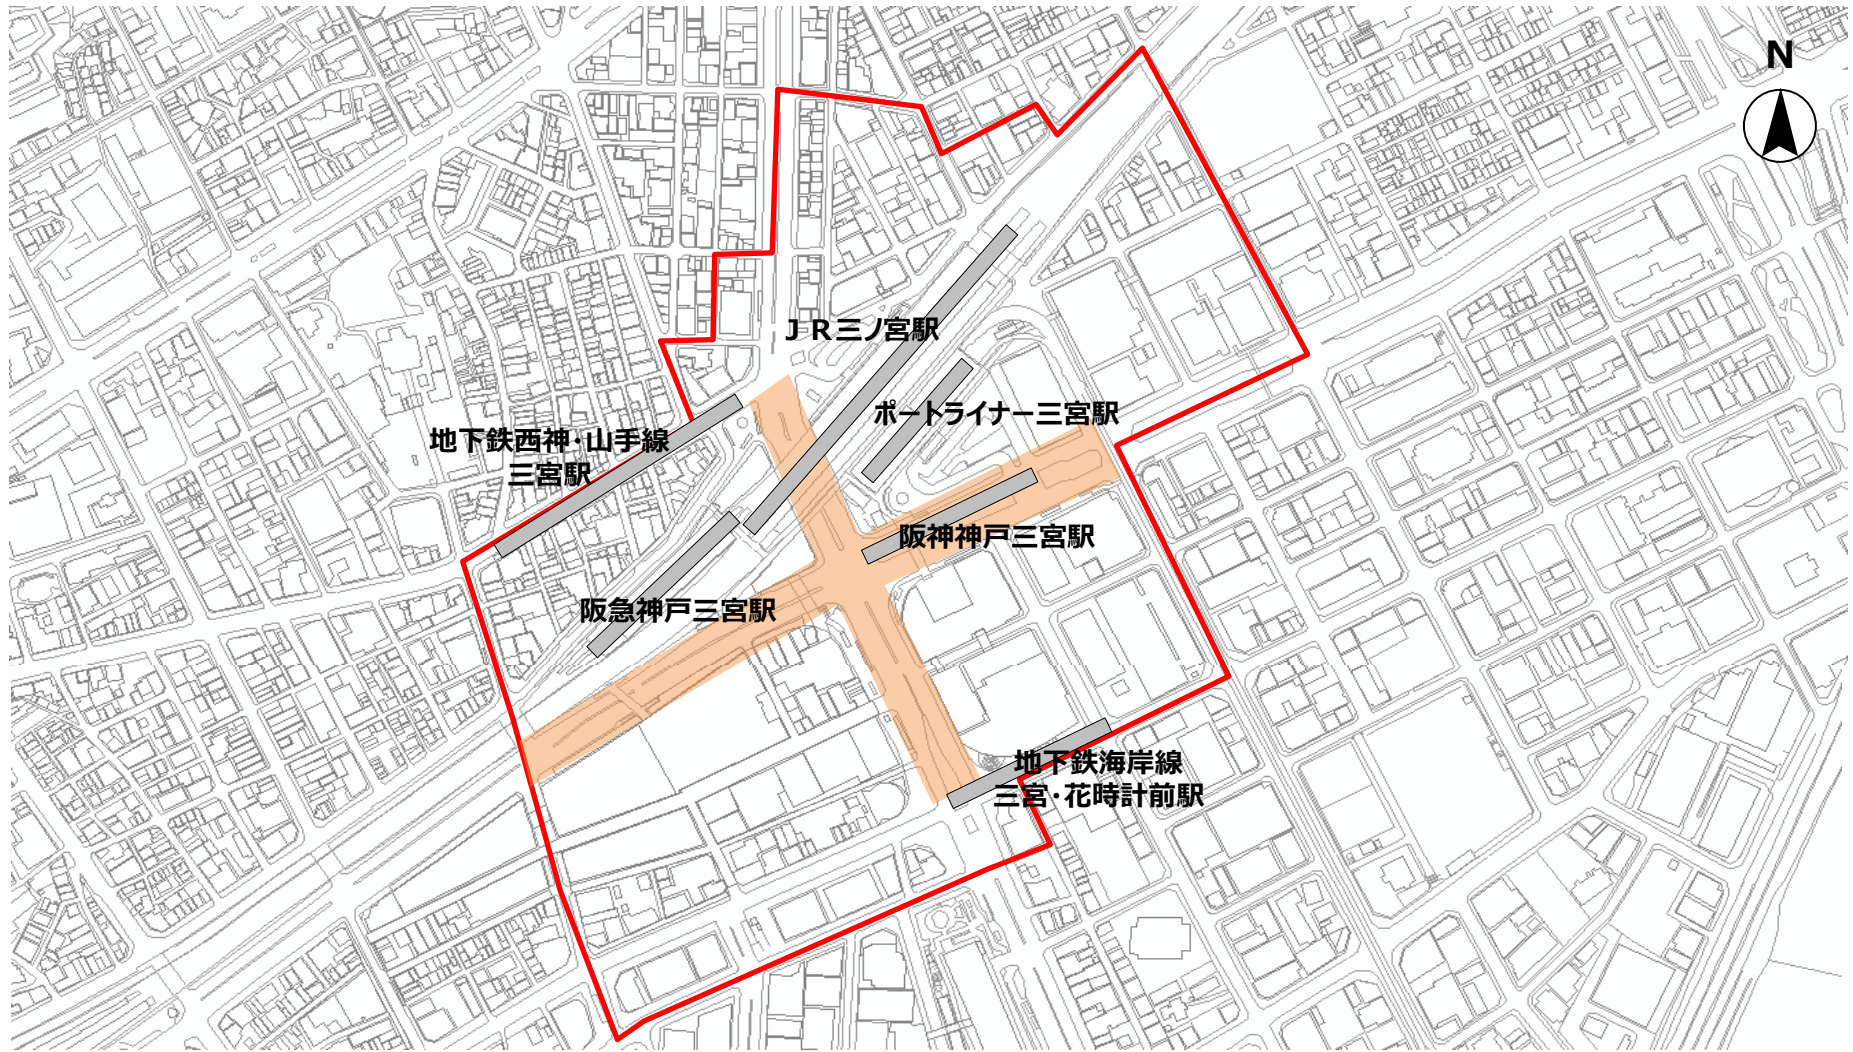 N
ＪＲ三ノ宮駅
ポートライナー三宮駅
地下鉄西神・山手線
三宮駅
阪神神戸三宮駅
阪急神戸三宮駅
地下鉄海岸線
三宮・花時計前駅